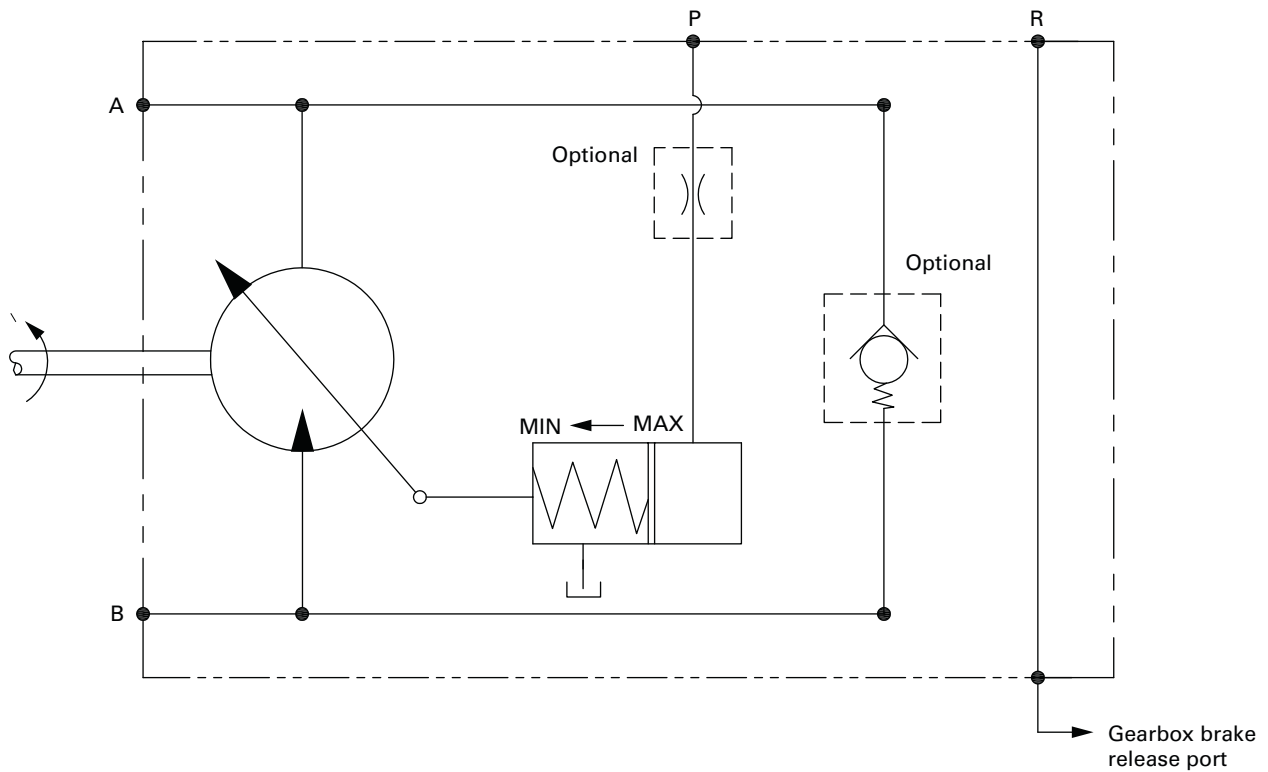 P
R
A
Optional
Optional
MIN
MAX
B
Gearbox brake
release port